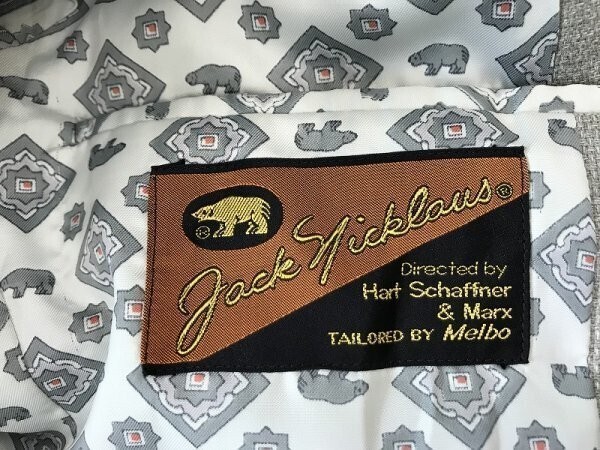 Jack Nicklaus®
Directed by
Hart Schaffner
& Marx
TAILORED BY Melbo